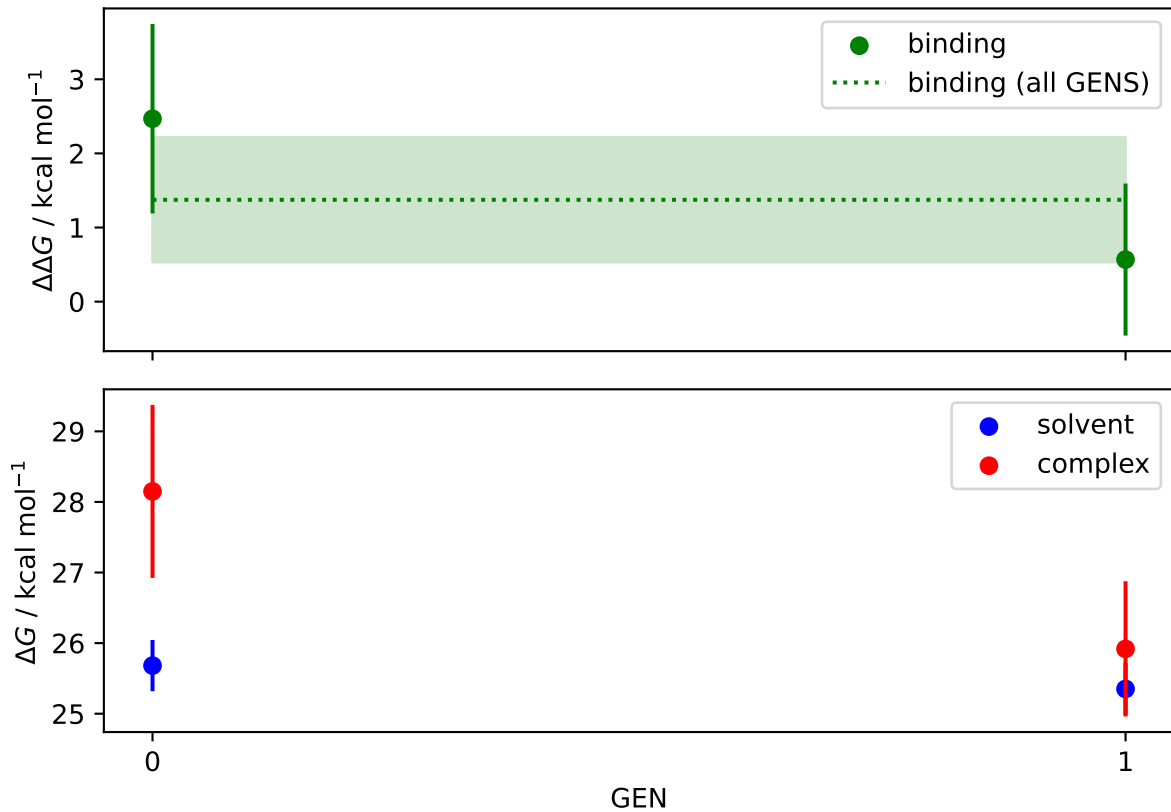 binding
binding (all GENS)
ΔΔG / kcal mol⁻¹
3
2
1
0
solvent
complex
ΔG / kcal mol⁻¹
29
28
27
26
25
0 1
GEN